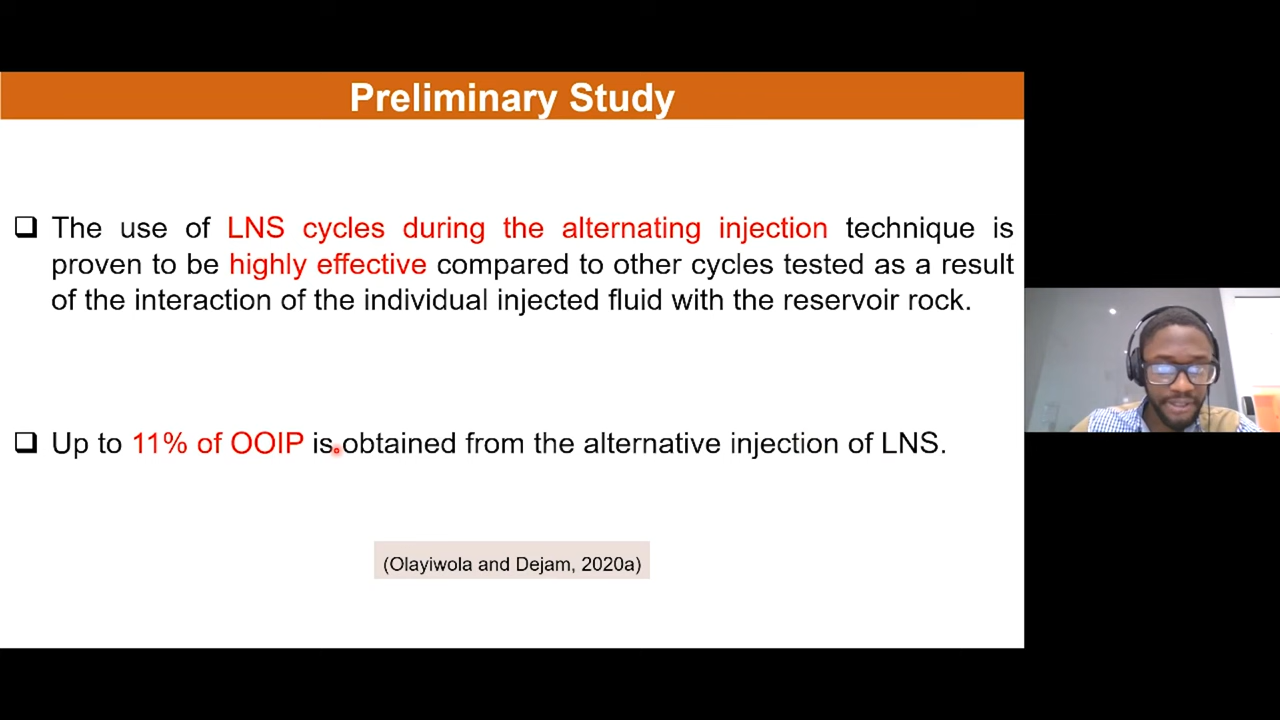 Preliminary Study
The use of LNS cycles during the alternating injection technique is
proven to be highly effective compared to other cycles tested as a result
of the interaction of the individual injected fluid with the reservoir rock.
Up to 11% of OOIP is obtained from the alternative injection of LNS.
(Olayiwola and Dejam, 2020a)